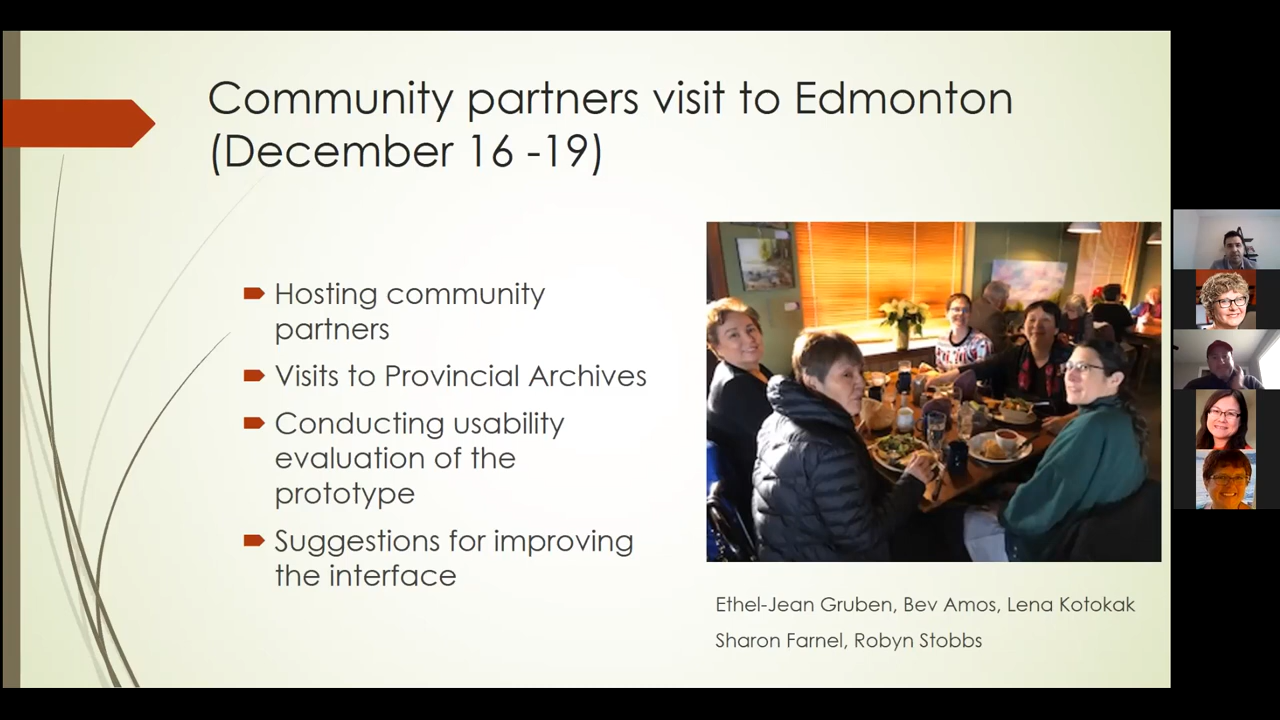 Community partners visit to Edmonton
(December 16 -19)
Hosting community
partners
Visits to Provincial Archives
Conducting usability
evaluation of the
prototype
Suggestions for improving
the interface
Ethel-Jean Gruben, Bev Amos, Lena Kotokak
Sharon Farnel, Robyn Stobbs